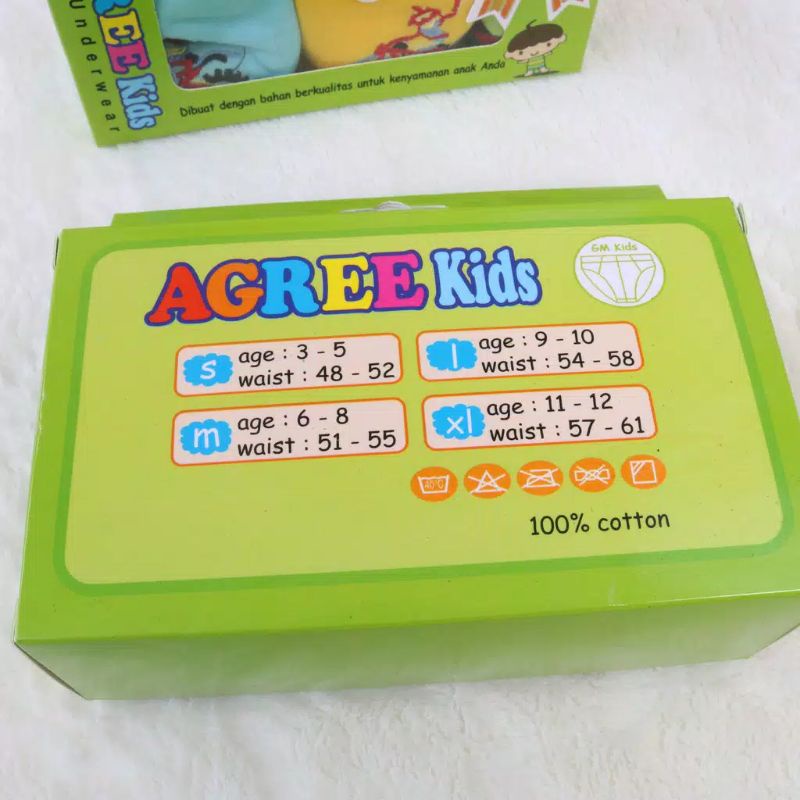 REE Kids
Underwear
Dibuat dengan bahan berkualitas untuk kenyamanan anak Anda
AGREE Kids
GM Kids
s
age : 3 - 5
waist : 48 - 52
l
age : 9 - 10
waist : 54 - 58
m
age : 6 - 8
waist : 51 - 55
xl
age : 11 - 12
waist : 57 - 61
40°C
100% cotton